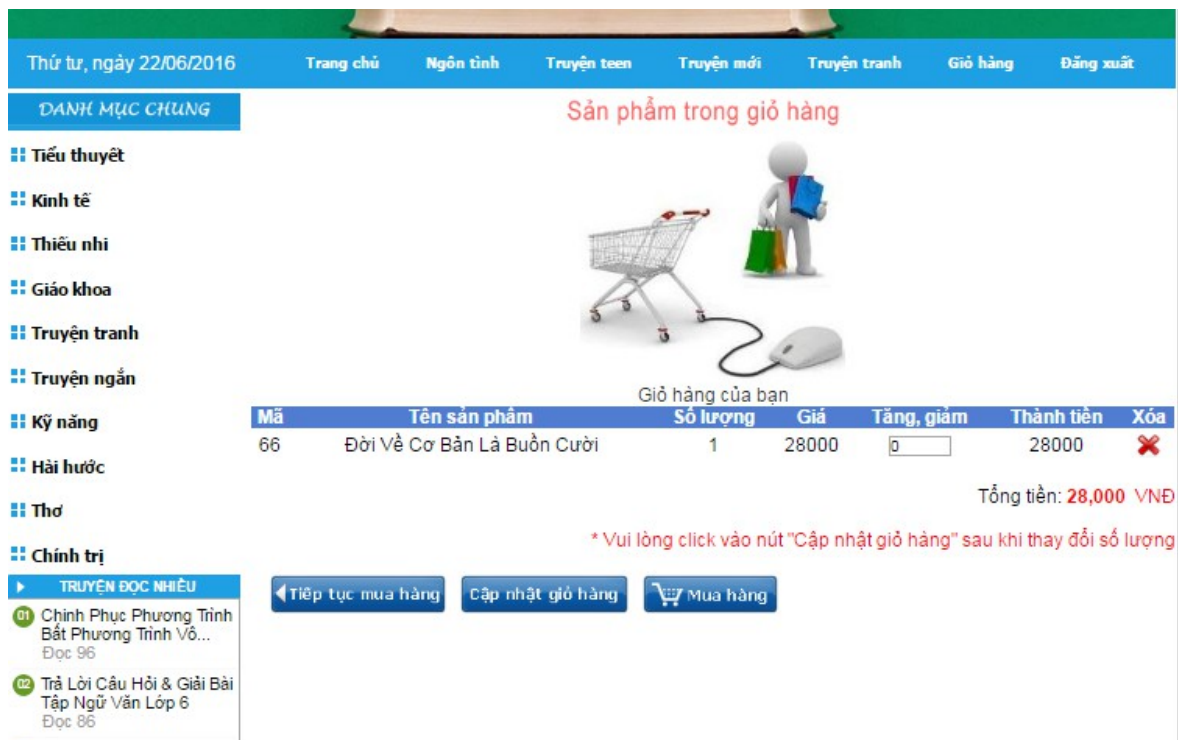 Thứ tư, ngày 22/06/2016
Trang chủ Ngôn tình Truyện teen Truyện mới Truyện tranh Giỏ hàng Đăng xuất
DANH MỤC CHUNG
Tiểu thuyết
Kinh tế
Thiếu nhi
Giáo khoa
Truyện tranh
Truyện ngắn
Kỹ năng
Hài hước
Thơ
Chính trị
TRUYỆN ĐỌC NHIỀU
01 Chinh Phục Phương Trình
Bất Phương Trình Vô...
Đọc 96
02 Trả Lời Câu Hỏi & Giải Bài
Tập Ngữ Văn Lớp 6
Đọc 86
Sản phẩm trong giỏ hàng
Giỏ hàng của bạn
Mã Tên sản phẩm Số lượng Giá Tăng, giảm Thành tiền Xóa
66 Đời Về Cơ Bản Là Buồn Cười 1 28000 0 28000
Tổng tiền: 28,000 VNĐ
* Vui lòng click vào nút "Cập nhật giỏ hàng" sau khi thay đổi số lượng
Tiếp tục mua hàng Cập nhật giỏ hàng Mua hàng